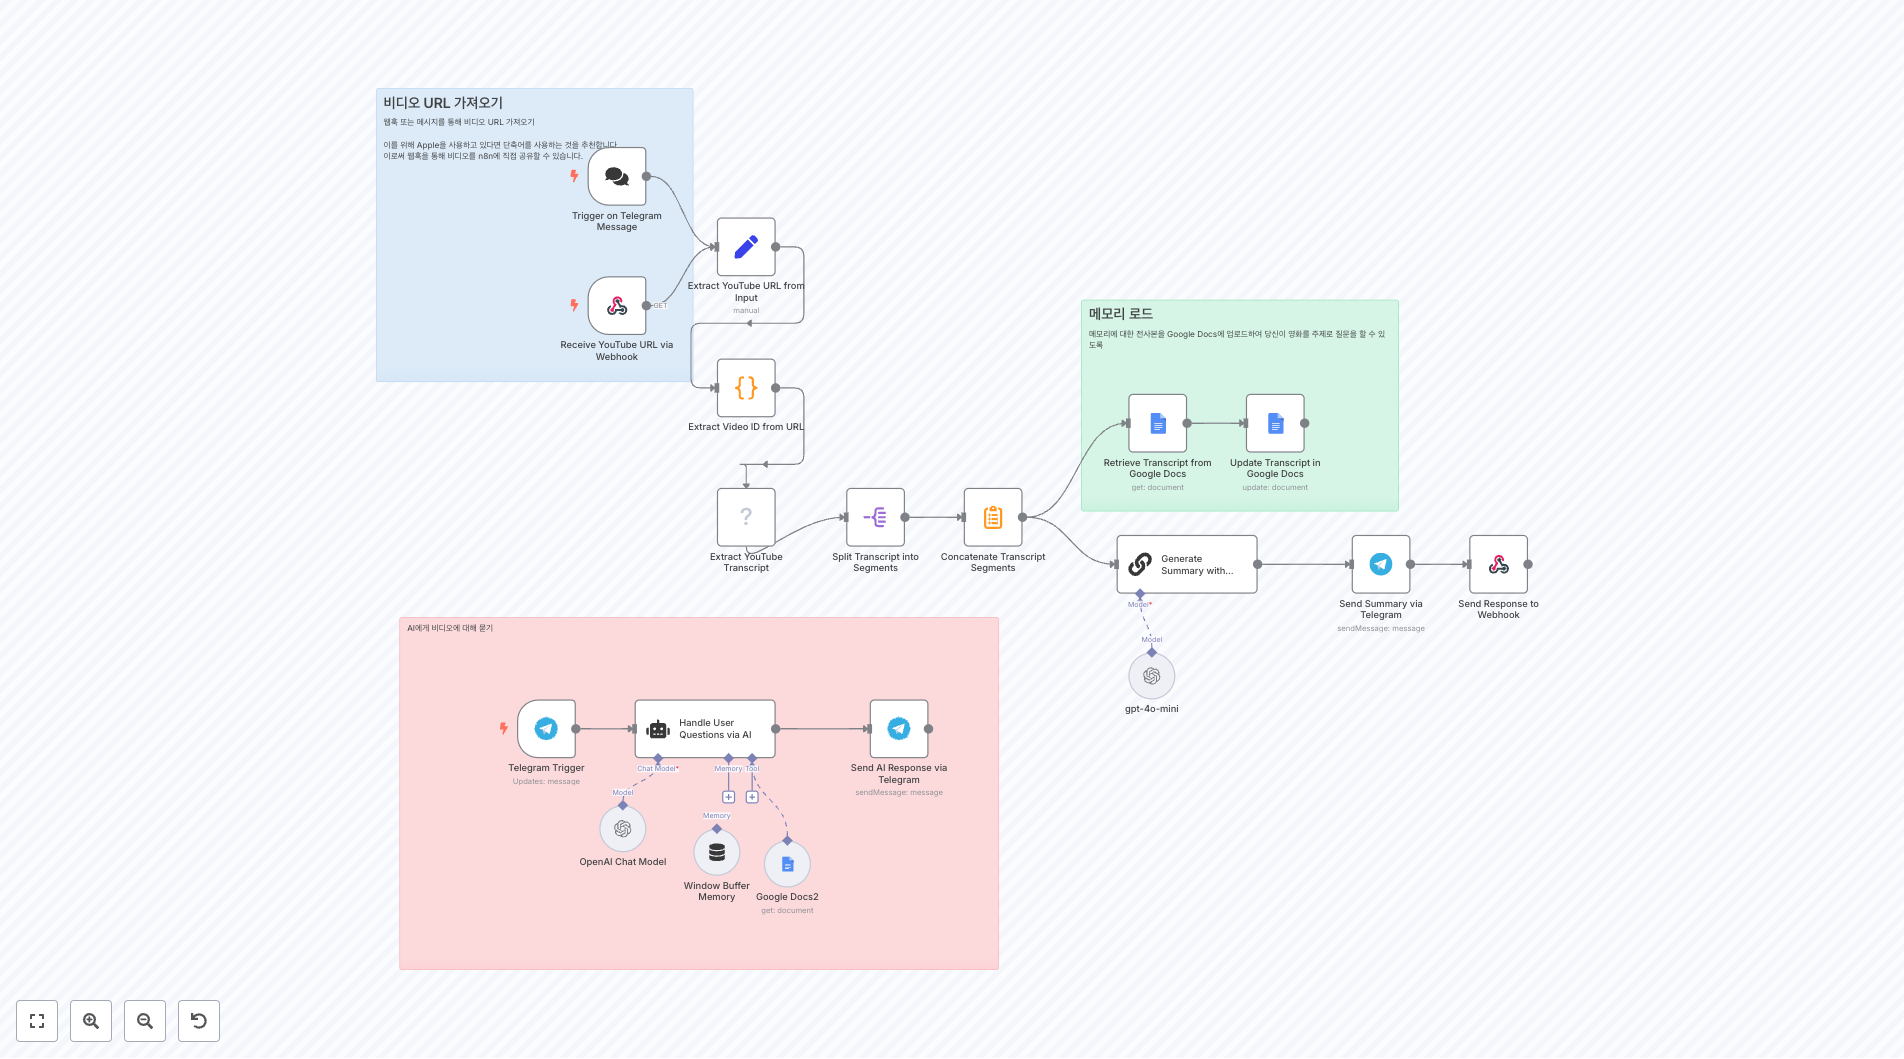 비디오 URL 가져오기
웹훅 또는 메시지를 통해 비디오 URL 가져오기
이를 위해 Apple을 사용하고 있다면 단축어를 사용하는 것을 추천합니다.
이로써 웹훅을 통해 비디오를 n8n에 직접 공유할 수 있습니다.
Trigger on Telegram
Message
GET
Receive YouTube URL via
Webhook
Extract YouTube URL from
Input
manual
Extract Video ID from URL
?
Extract YouTube
Transcript
Split Transcript into
Segments
Concatenate Transcript
Segments
메모리 로드
메모리에 대한 전사본을 Google Docs에 업로드하여 당신이 영화를 주제로 질문을 할 수 있
도록
Retrieve Transcript from
Google Docs
get: document
Update Transcript in
Google Docs
update: document
Generate
Summary with...
Model*
Model
gpt-4o-mini
Send Summary via
Telegram
sendMessage: message
Send Response to
Webhook
AI에게 비디오에 대해 묻기
Telegram Trigger
Updates: message
Handle User
Questions via AI
Chat Model*
Memory
Tool
Send AI Response via
Telegram
sendMessage: message
Model
OpenAI Chat Model
Memory
Window Buffer
Memory
Google Docs2
get: document